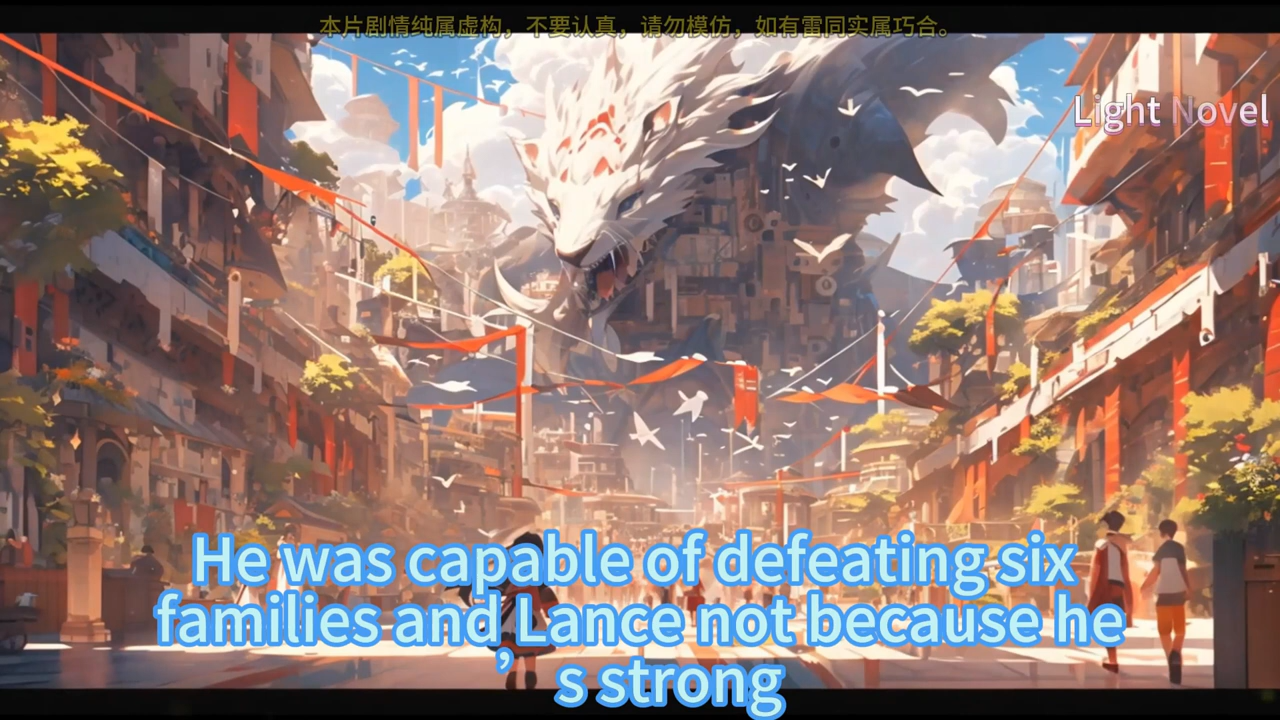 本片剧情纯属虚构，不要认真，请勿模仿，如有雷同实属巧合。
Light Novel
He was capable of defeating six
families and Lance not because he
’s strong